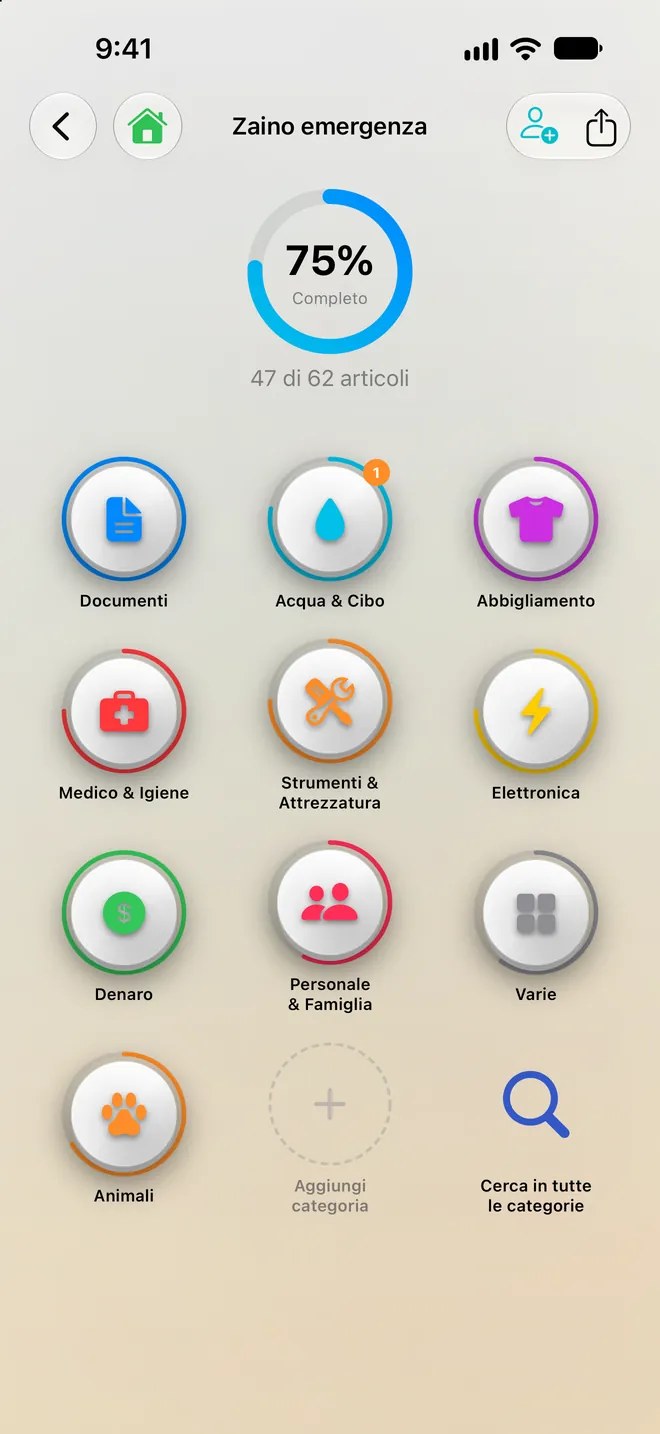 9:41
Zaino emergenza
75%
Completo
47 di 62 articoli
1
Documenti
Acqua & Cibo
Abbigliamento
Medico & Igiene
Strumenti &
Attrezzatura
Elettronica
$
Denaro
Personale
& Famiglia
Varie
Animali
Aggiungi
categoria
Cerca in tutte
le categorie